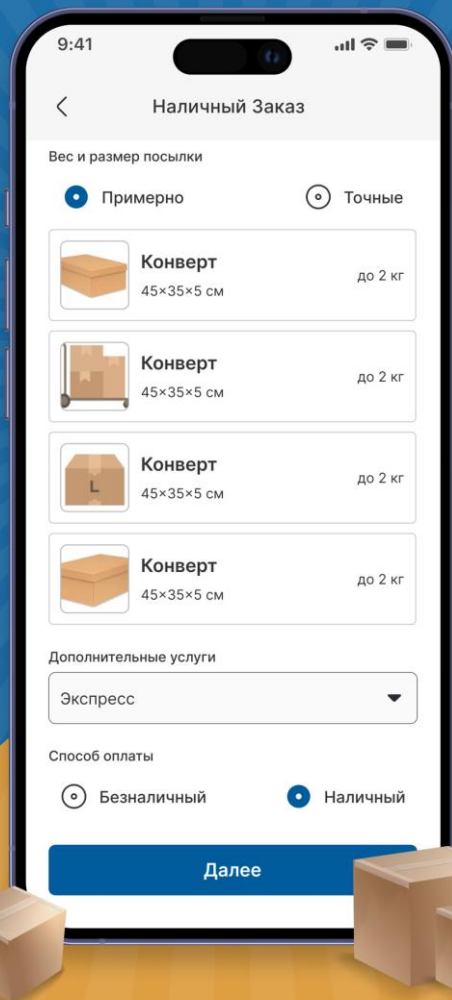 9:41
Наличный Заказ
Вес и размер посылки
Примерно
Точные
Конверт
до 2 кг
45×35×5 см
Конверт
до 2 кг
45×35×5 см
L
Конверт
до 2 кг
45×35×5 см
Конверт
до 2 кг
45×35×5 см
Дополнительные услуги
Экспресс
Способ оплаты
Безналичный
Наличный
Далее